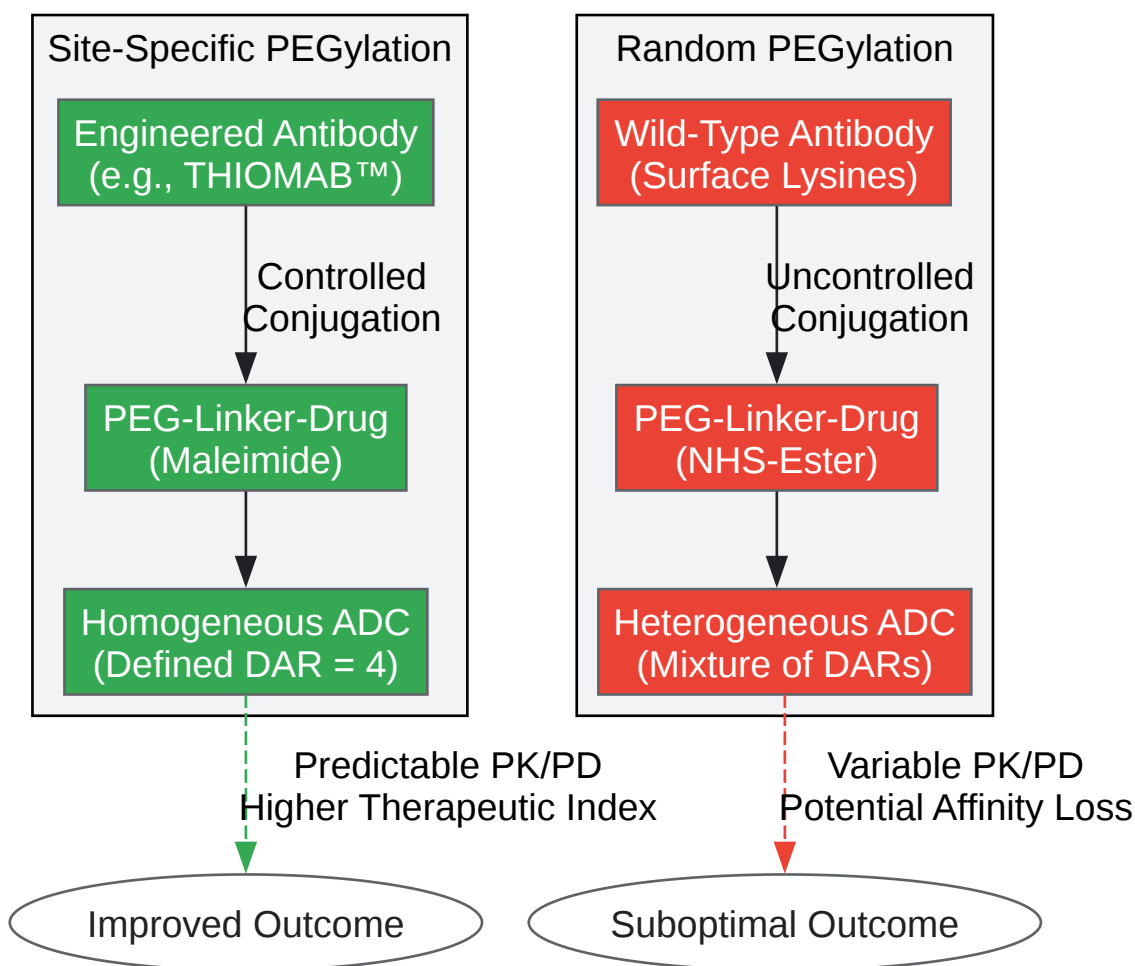 Site-Specific PEGylation
Engineered Antibody
(e.g., THIOMAB™)
Controlled
Conjugation
PEG-Linker-Drug
(Maleimide)
Homogeneous ADC
(Defined DAR = 4)
Predictable PK/PD
Higher Therapeutic Index
Improved Outcome
Random PEGylation
Wild-Type Antibody
(Surface Lysines)
Uncontrolled
Conjugation
PEG-Linker-Drug
(NHS-Ester)
Heterogeneous ADC
(Mixture of DARs)
Variable PK/PD
Potential Affinity Loss
Suboptimal Outcome